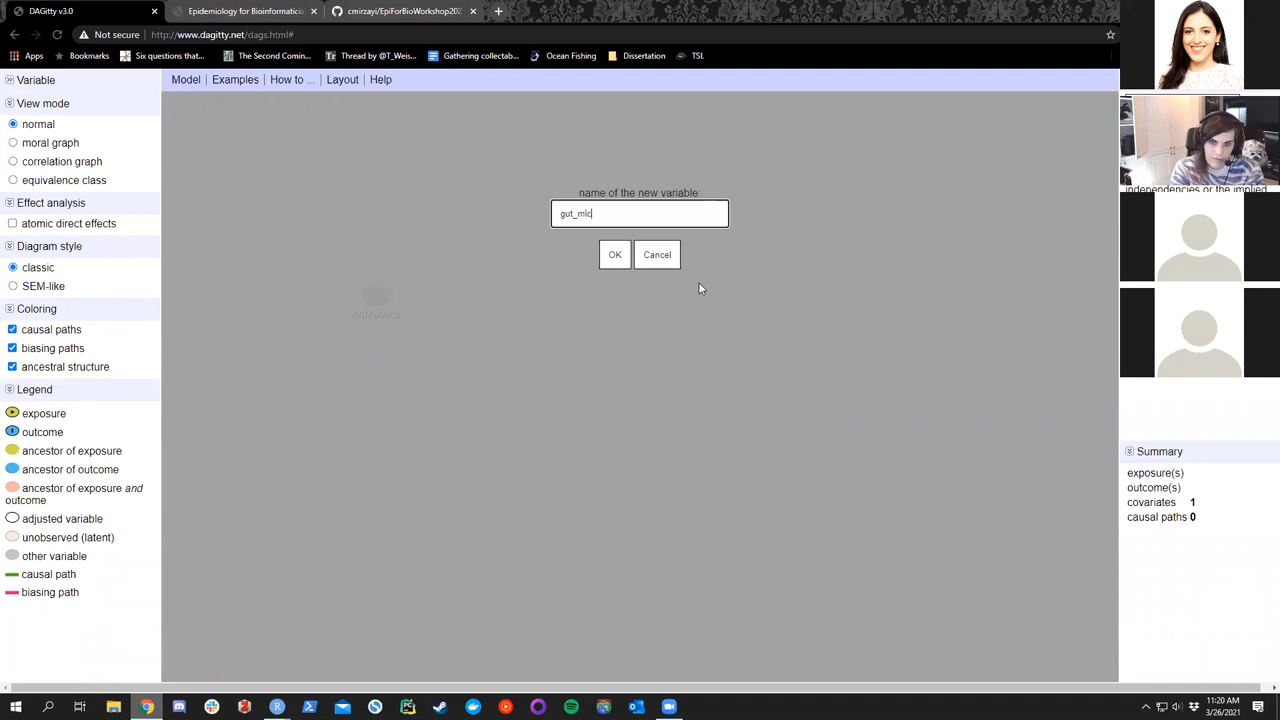 DAGitty v3.0
Epidemiology for Bioinformaticia
cmirzayi/EpiForBioWorkshop202
Not secure
http://www.dagitty.net/dags.html#
Apps
Bookmarks
Six questions that...
The Second Comin...
Thread by @T_Weis...
Gathering collectab...
Ocean Fishing
Dissertation
TSL
Model | Examples | How to ... | Layout | Help
Variable
View mode
normal
moral graph
correlation graph
equivalence class
Effect analysis
atomic direct effects
Diagram style
classic
SEM-like
Coloring
causal paths
biasing paths
ancestral structure
Legend
exposure
outcome
ancestor of exposure
ancestor of outcome
ancestor of exposure and
outcome
adjusted variable
unobserved (latent)
other variable
causal path
biasing path
name of the new variable:
gut_mic
OK
Cancel
antibiotics
independencies or the implied
Summary
exposure(s)
outcome(s)
covariates 1
causal paths 0
11:20 AM
3/26/2021